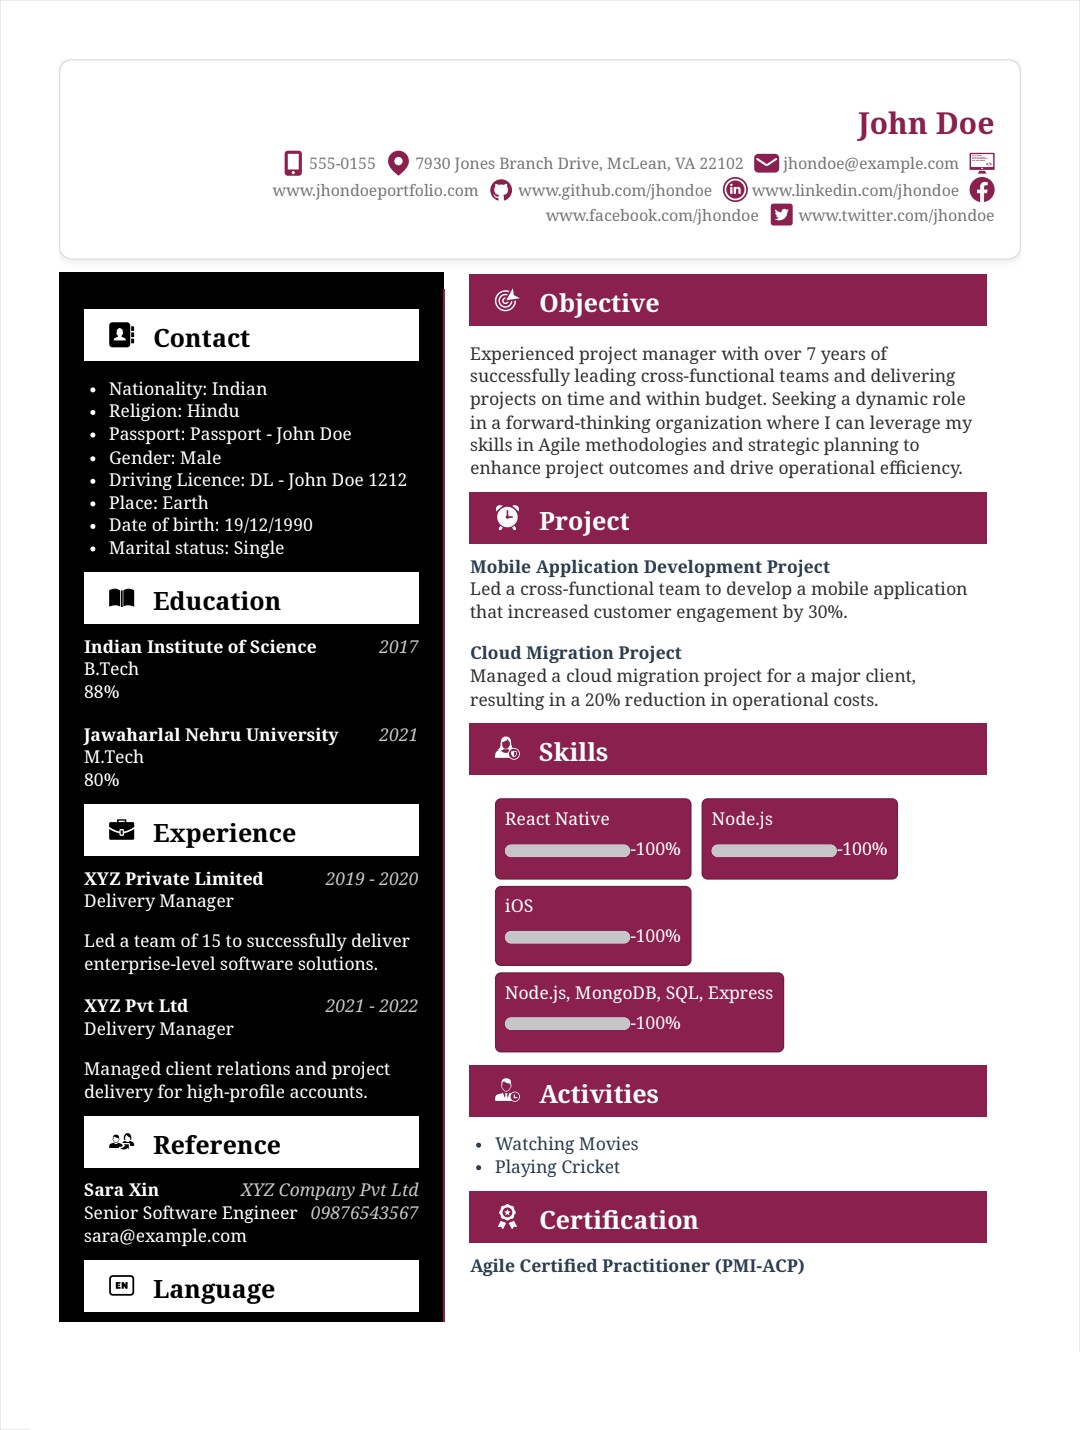 John Doe
555-0155 7930 Jones Branch Drive, McLean, VA 22102 jhondoe@example.com
www.jhondoeportfolio.com www.github.com/jhondoe www.linkedin.com/jhondoe
www.facebook.com/jhondoe www.twitter.com/jhondoe
Contact
• Nationality: Indian
• Religion: Hindu
• Passport: Passport - John Doe
• Gender: Male
• Driving Licence: DL - John Doe 1212
• Place: Earth
• Date of birth: 19/12/1990
• Marital status: Single
Education
Indian Institute of Science 2017
B.Tech
88%
Jawaharlal Nehru University 2021
M.Tech
80%
Experience
XYZ Private Limited 2019 - 2020
Delivery Manager
Led a team of 15 to successfully deliver
enterprise-level software solutions.
XYZ Pvt Ltd 2021 - 2022
Delivery Manager
Managed client relations and project
delivery for high-profile accounts.
Reference
Sara Xin XYZ Company Pvt Ltd
Senior Software Engineer 09876543567
sara@example.com
EN Language
Objective
Experienced project manager with over 7 years of
successfully leading cross-functional teams and delivering
projects on time and within budget. Seeking a dynamic role
in a forward-thinking organization where I can leverage my
skills in Agile methodologies and strategic planning to
enhance project outcomes and drive operational efficiency.
Project
Mobile Application Development Project
Led a cross-functional team to develop a mobile application
that increased customer engagement by 30%.
Cloud Migration Project
Managed a cloud migration project for a major client,
resulting in a 20% reduction in operational costs.
Skills
React Native
-100%
Node.js
-100%
iOS
-100%
Node.js, MongoDB, SQL, Express
-100%
Activities
• Watching Movies
• Playing Cricket
Certification
Agile Certified Practitioner (PMI-ACP)